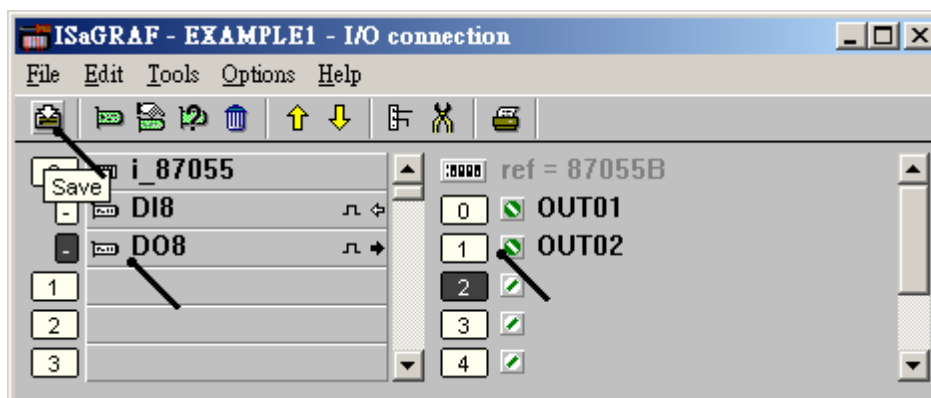 ISaGRAF - EXAMPLE1 - I/O connection
File Edit Tools Options Help
Save
i_87055
- DI8
- DO8
1
2
3
ref = 87055B
0 OUT01
1 OUT02
2
3
4